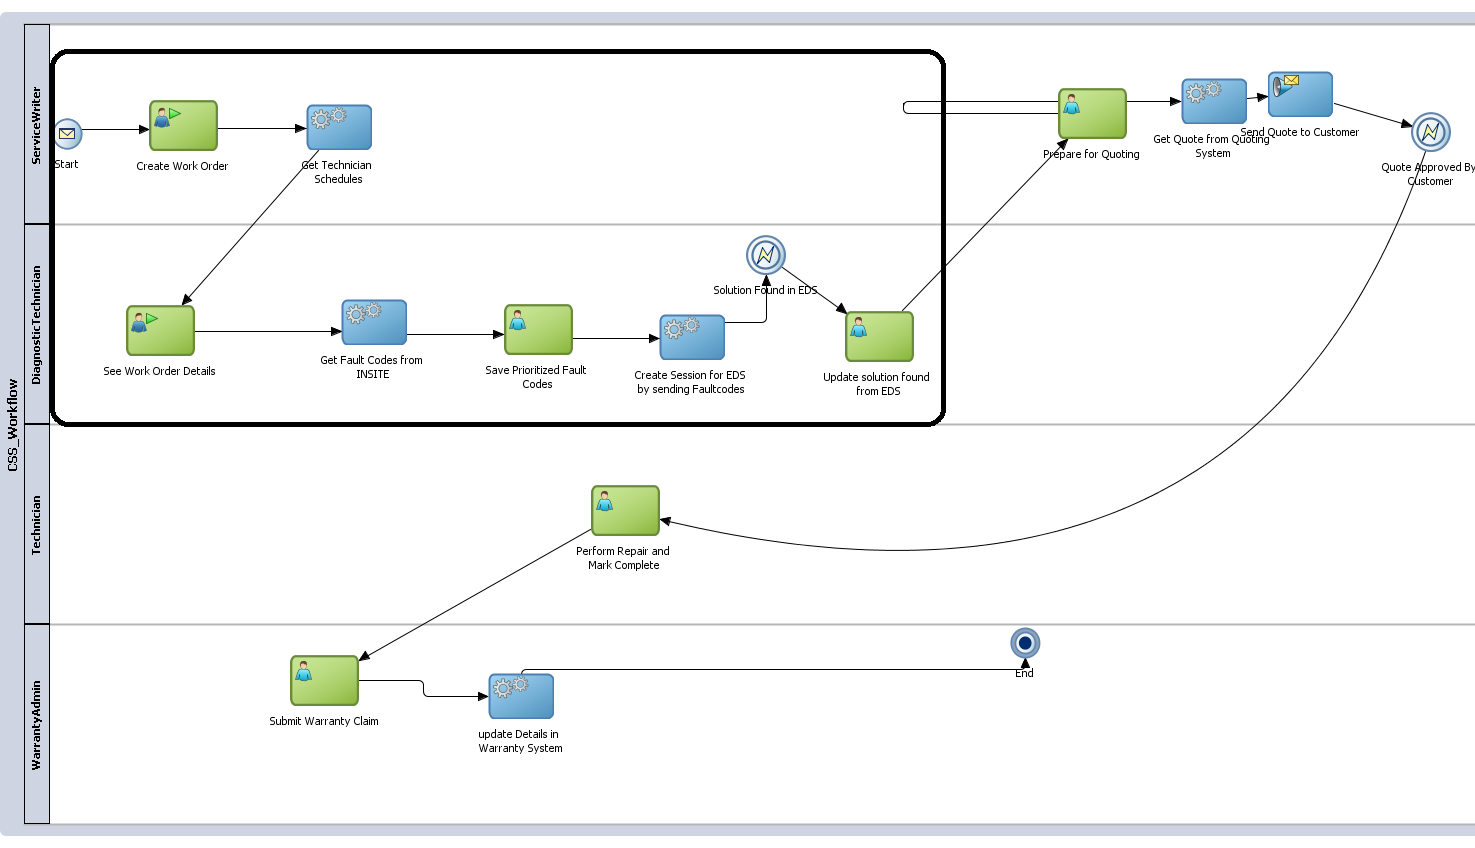 CSS_Workflow
ServiceWriter
Start
Create Work Order
Get Technician
Schedules
Prepare for Quoting
Get Quote from Quoting
System
Send Quote to Customer
Quote Approved By
Customer
DiagnosticTechnician
See Work Order Details
Get Fault Codes from
INSITE
Save Prioritized Fault
Codes
Create Session for EDS
by sending Faultcodes
Solution Found in EDS
Update solution found
from EDS
Technician
Perform Repair and
Mark Complete
WarrantyAdmin
Submit Warranty Claim
update Details in
Warranty System
End